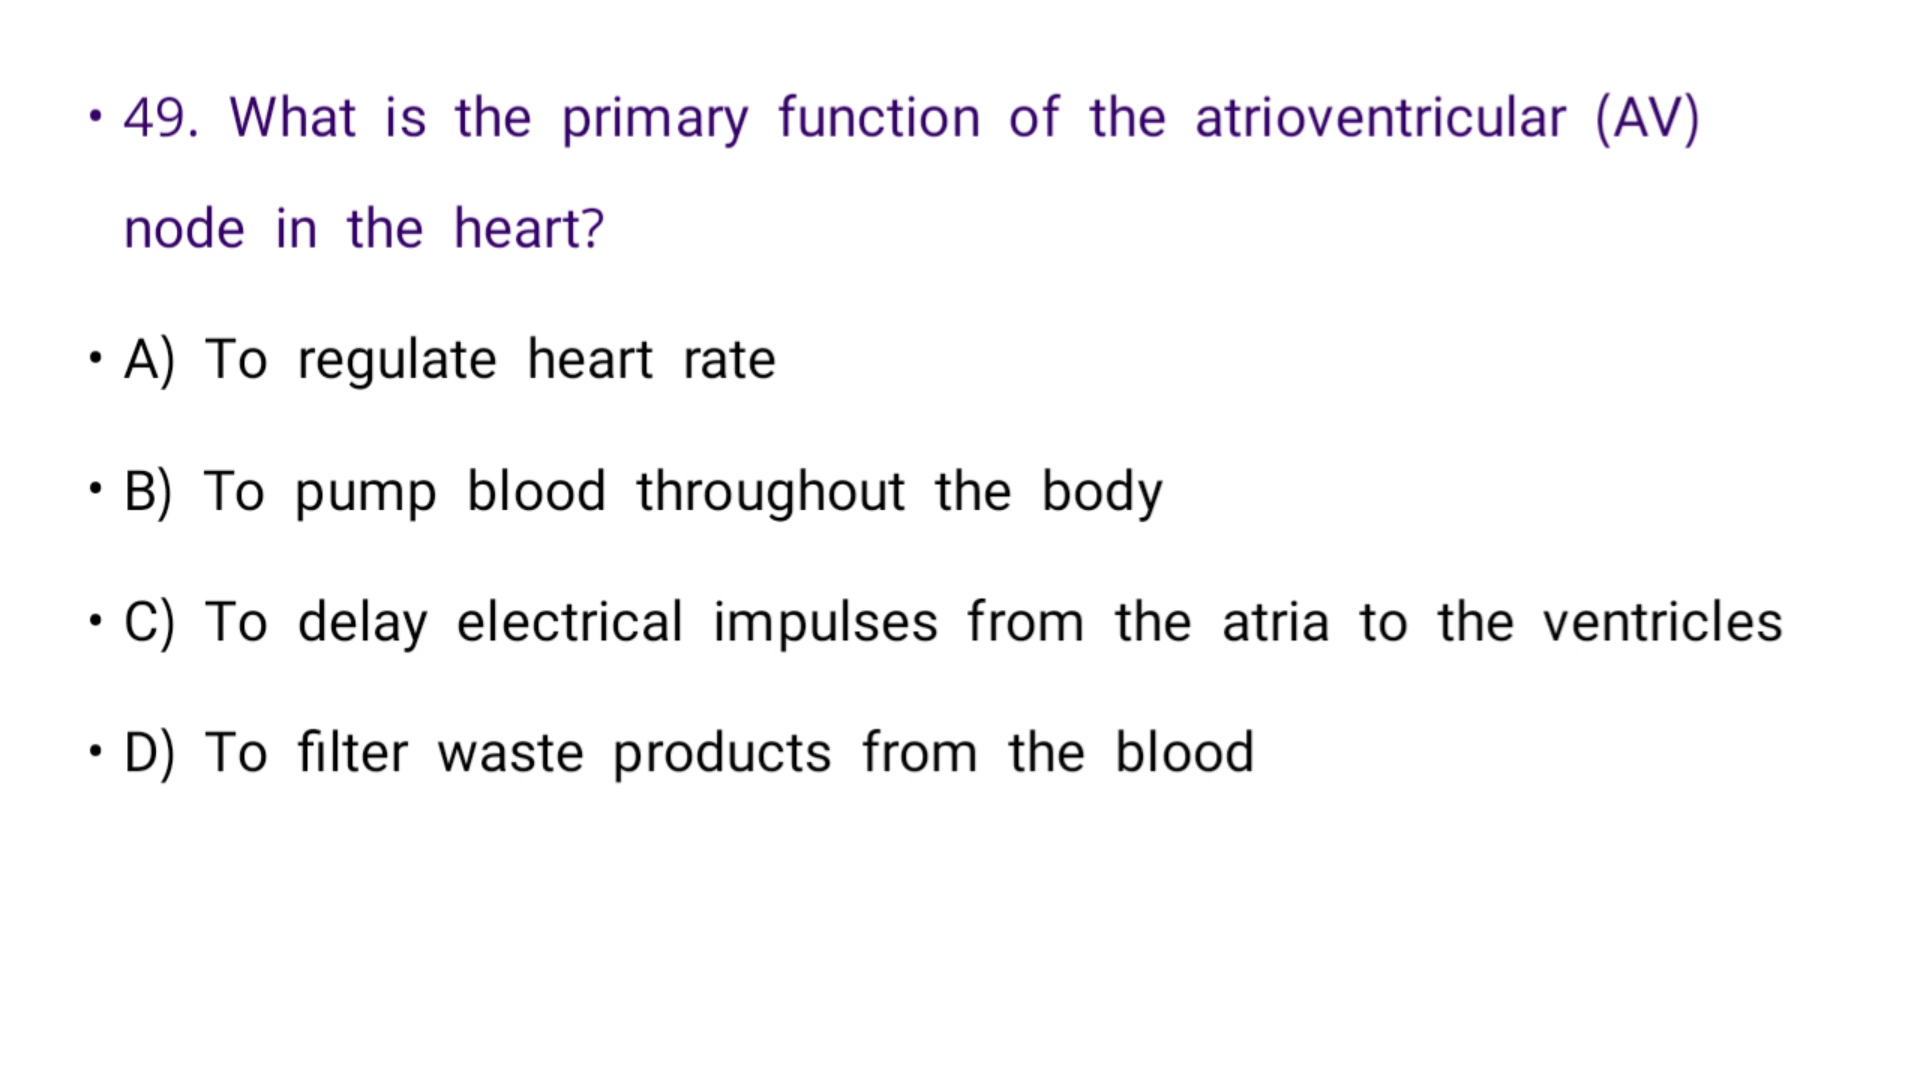 • 49. What is the primary function of the atrioventricular (AV)
node in the heart?
• A) To regulate heart rate
• B) To pump blood throughout the body
• C) To delay electrical impulses from the atria to the ventricles
• D) To filter waste products from the blood